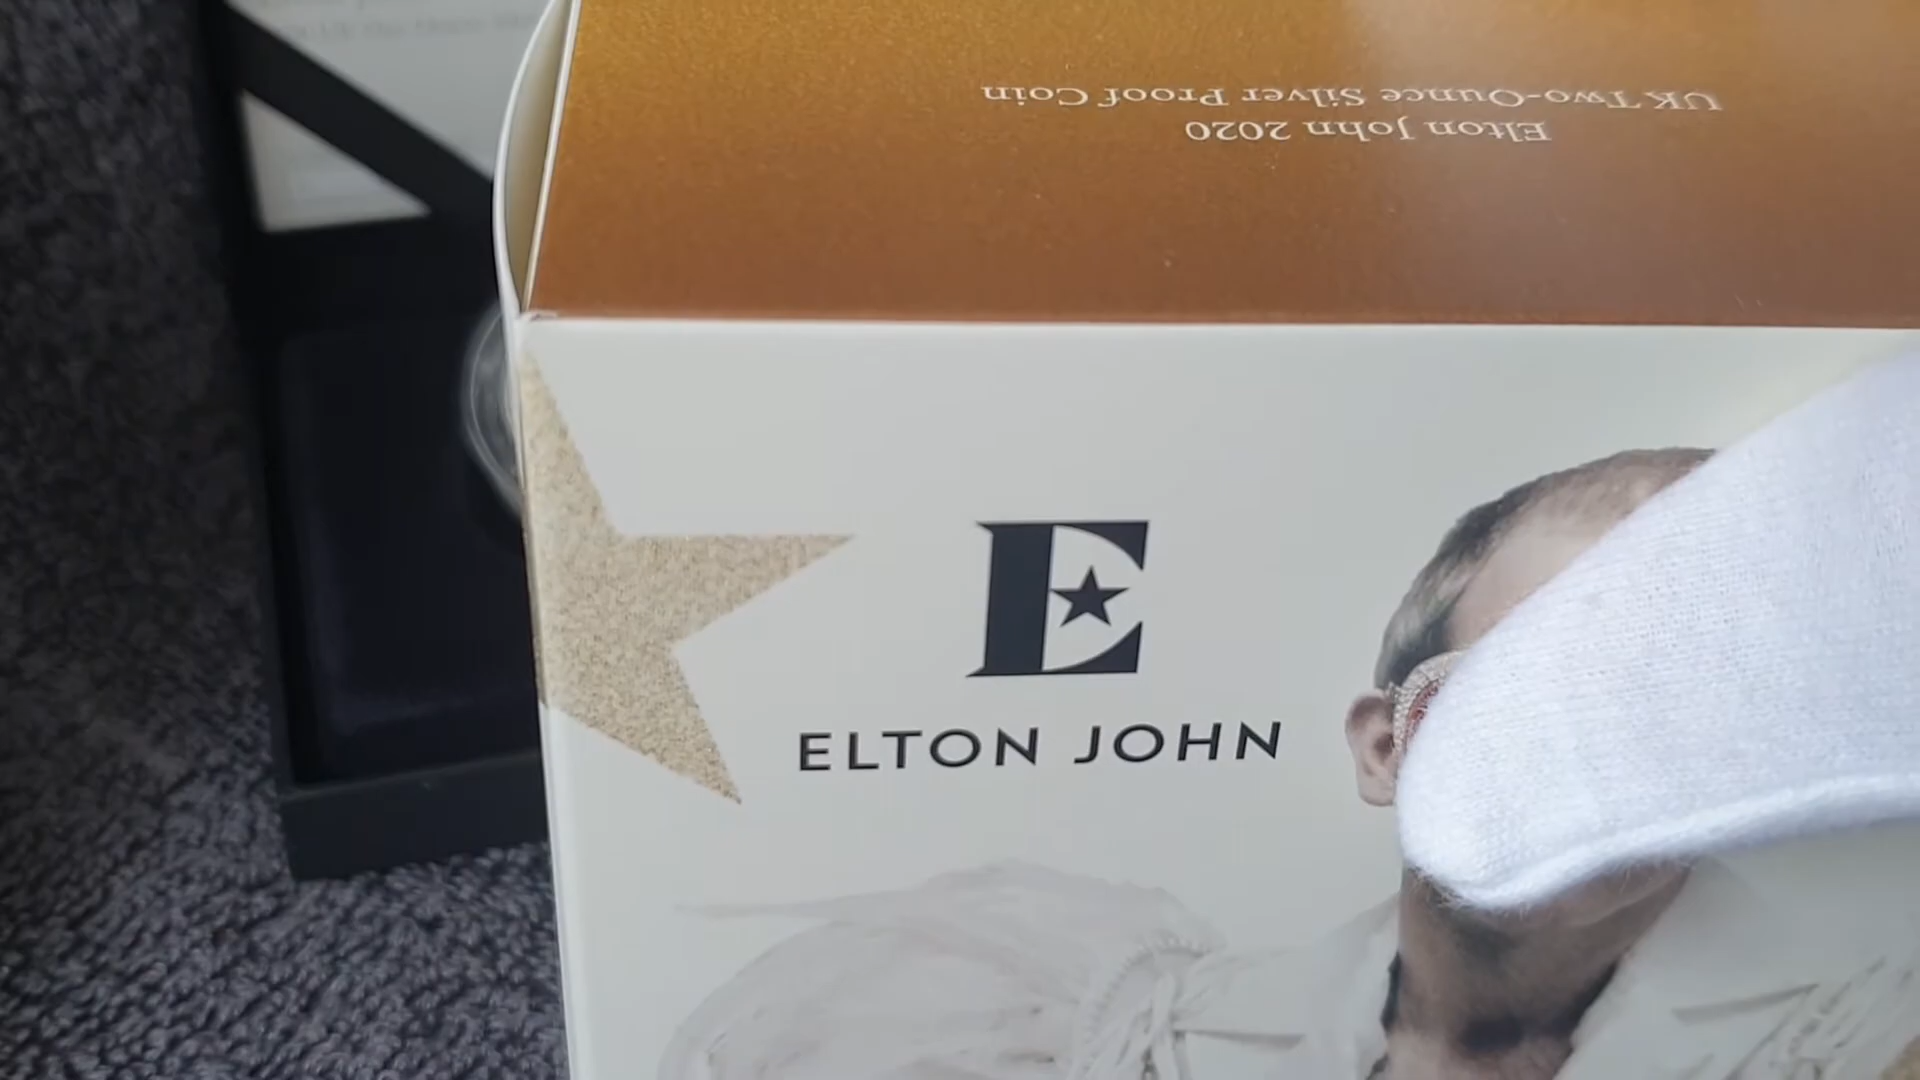 Elton John 2020
UK Two-Ounce Silver Proof Coin
E
ELTON JOHN